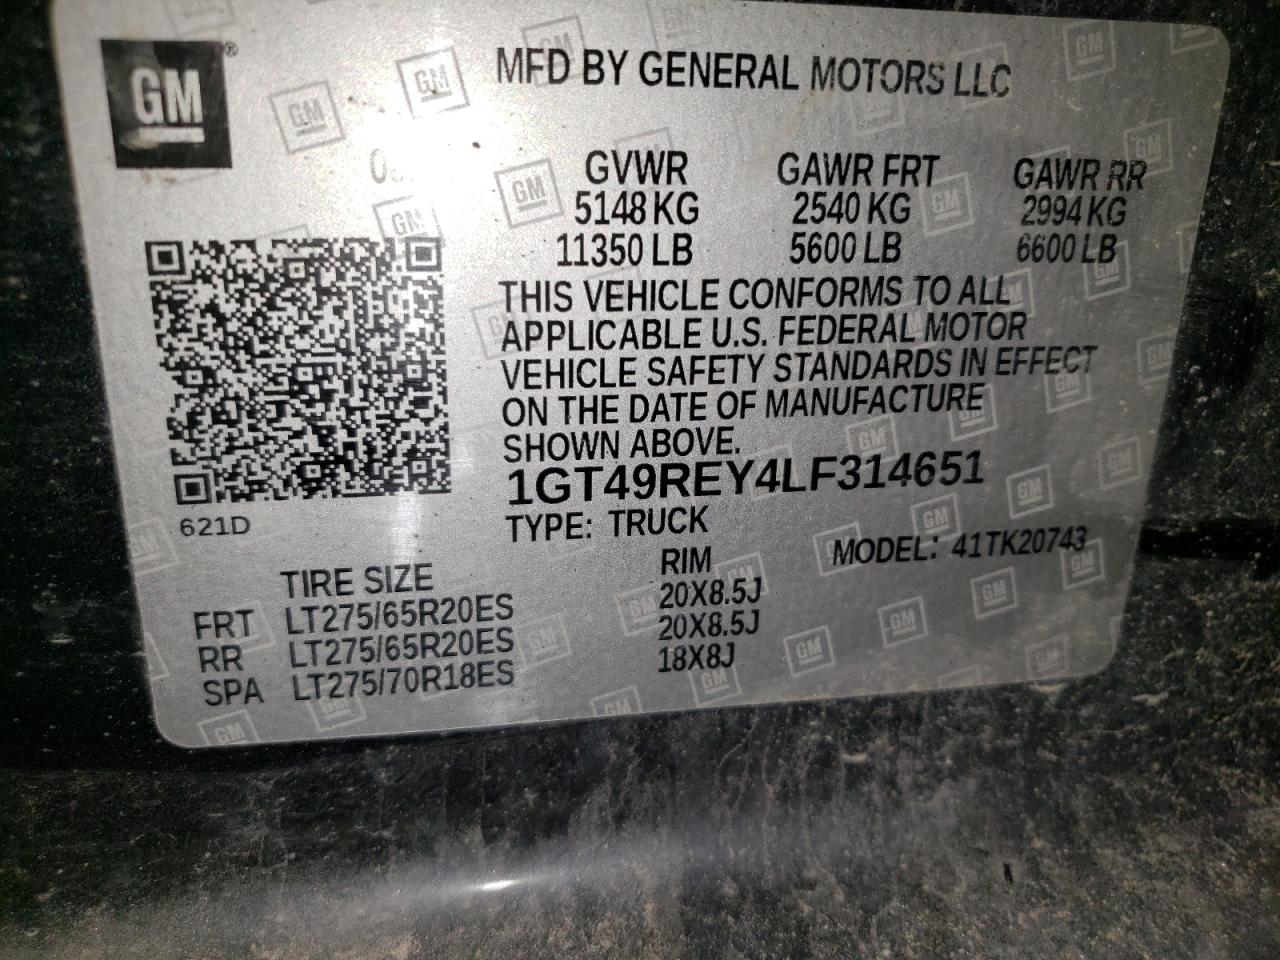 GM®
MFD BY GENERAL MOTORS LLC
GVWR GAWR FRT GAWR RR
5148 KG 2540 KG 2994 KG
11350 LB 5600 LB 6600 LB
THIS VEHICLE CONFORMS TO ALL
APPLICABLE U.S. FEDERAL MOTOR
VEHICLE SAFETY STANDARDS IN EFFECT
ON THE DATE OF MANUFACTURE
SHOWN ABOVE.
1GT49REY4LF314651
621D
TYPE: TRUCK
MODEL: 41TK20743
TIRE SIZE RIM
FRT LT275/65R20ES 20X8.5J
RR LT275/65R20ES 20X8.5J
SPA LT275/70R18ES 18X8J